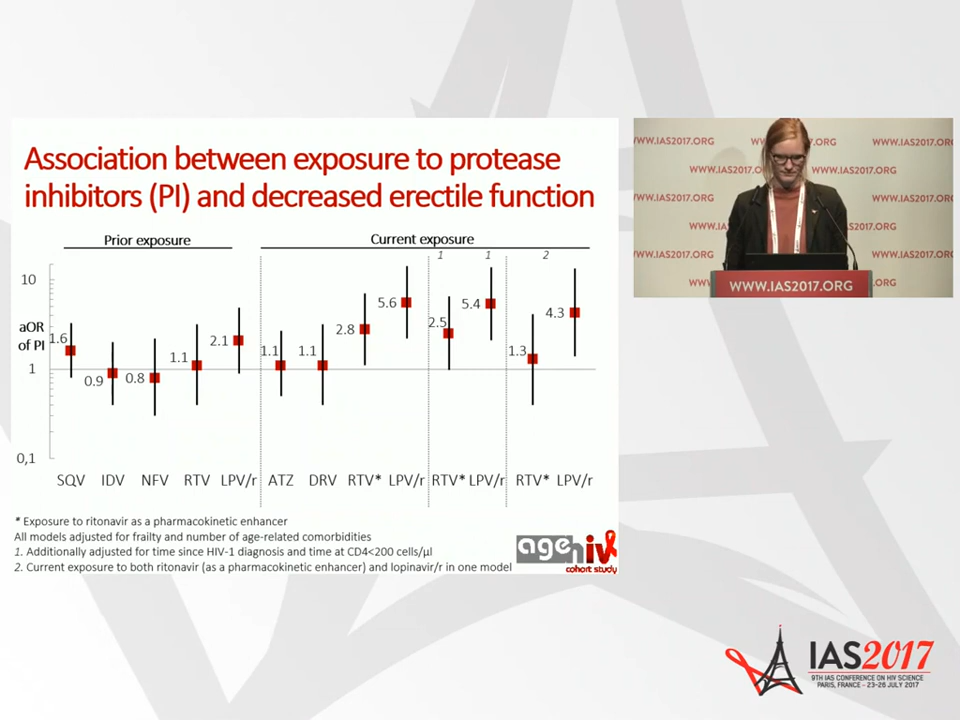 Association between exposure to protease
inhibitors (PI) and decreased erectile function
Prior exposure
Current exposure
1
1
2
10
aOR
of PI
1
0,1
1.6
0.9
0.8
1.1
2.1
1.1
1.1
2.8
5.6
2.5
5.4
1.3
4.3
SQV IDV NFV RTV LPV/r ATZ DRV RTV* LPV/r RTV* LPV/r RTV* LPV/r
* Exposure to ritonavir as a pharmacokinetic enhancer
All models adjusted for frailty and number of age-related comorbidities
1. Additionally adjusted for time since HIV-1 diagnosis and time at CD4<200 cells/µl
2. Current exposure to both ritonavir (as a pharmacokinetic enhancer) and lopinavir/r in one model
agehiv
cohort study
WWW.IAS2017.ORG
WWW.IAS2017.ORG
WWW.IAS2017.ORG
IAS2017
9TH IAS CONFERENCE ON HIV SCIENCE
PARIS, FRANCE - 23-26 JULY 2017